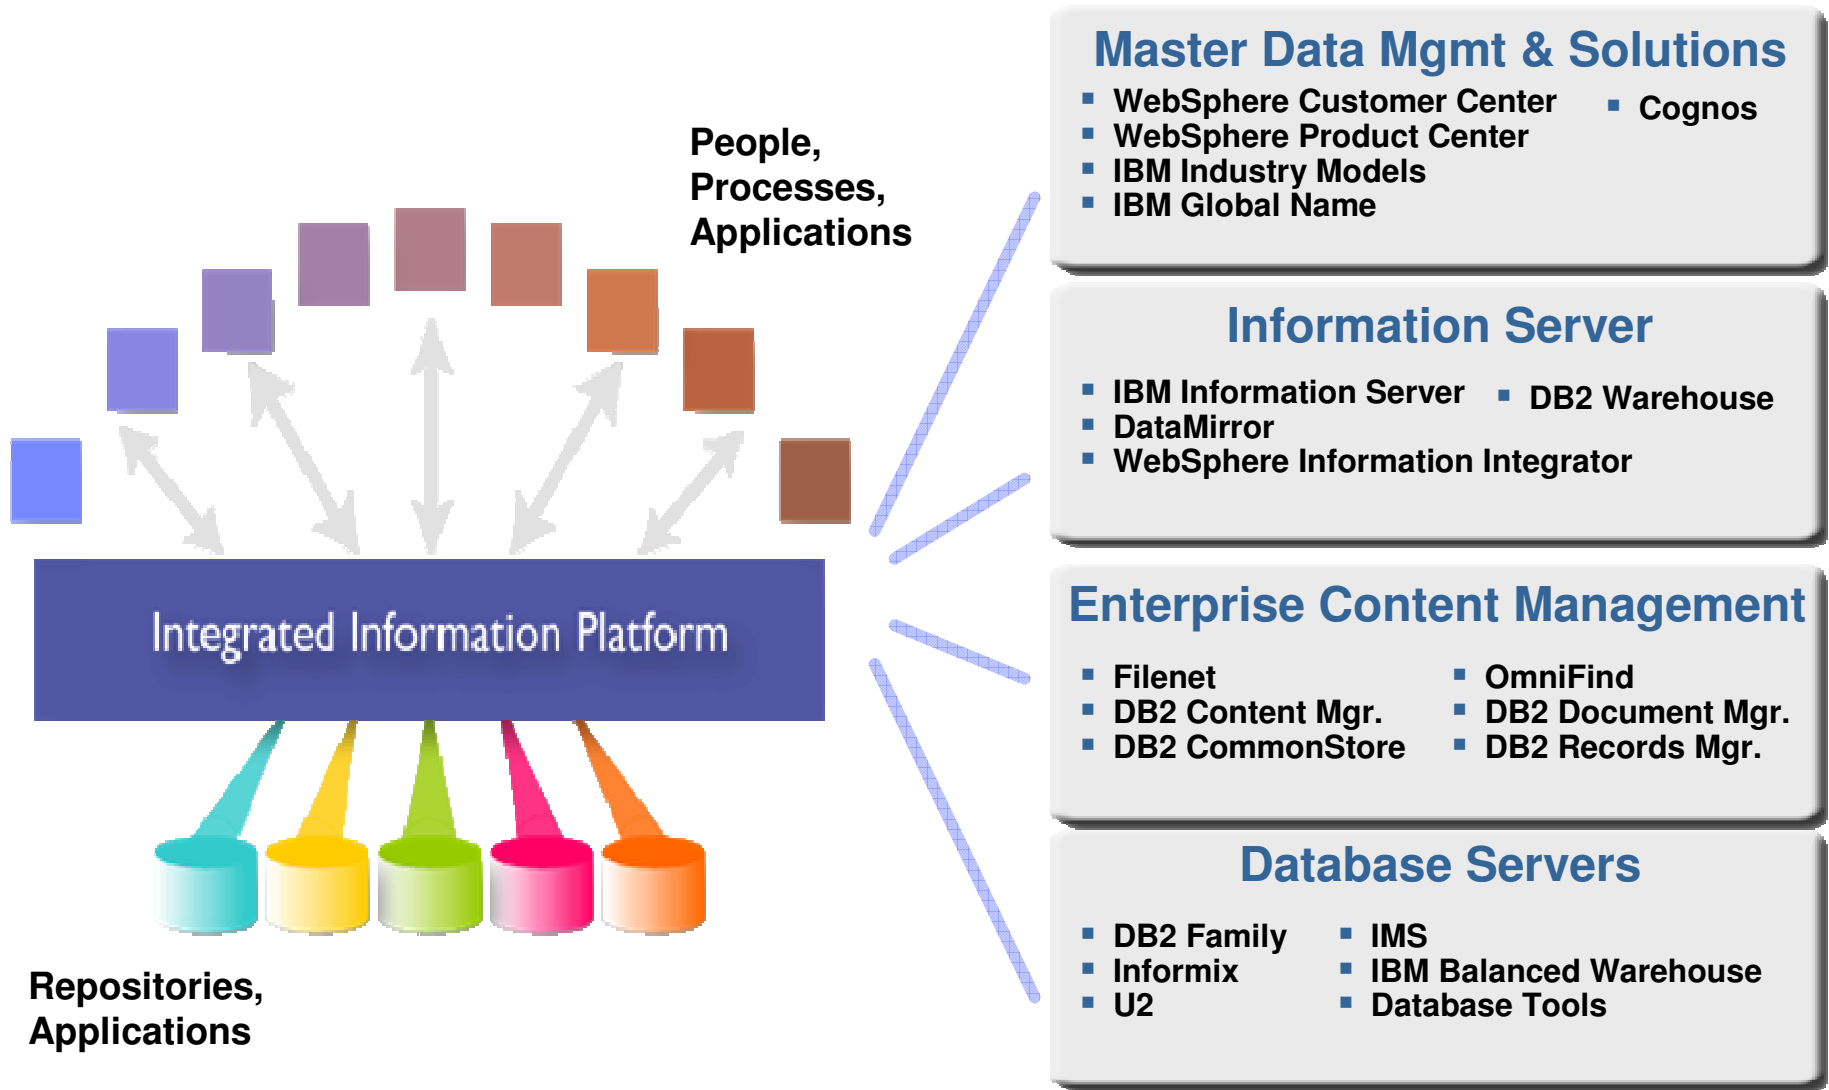 People,
Processes,
Applications
Integrated Information Platform
Repositories,
Applications
Master Data Mgmt & Solutions
WebSphere Customer Center
WebSphere Product Center
IBM Industry Models
IBM Global Name
Cognos
Information Server
IBM Information Server
DataMirror
WebSphere Information Integrator
DB2 Warehouse
Enterprise Content Management
Filenet
DB2 Content Mgr.
DB2 CommonStore
OmniFind
DB2 Document Mgr.
DB2 Records Mgr.
Database Servers
DB2 Family
Informix
U2
IMS
IBM Balanced Warehouse
Database Tools